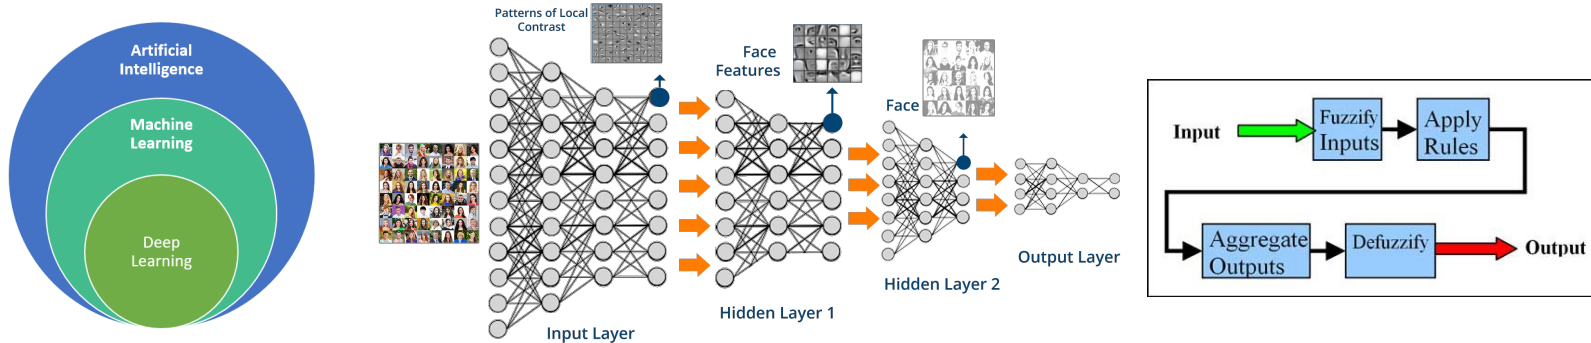 Artificial
Intelligence
Machine
Learning
Deep
Learning
Patterns of Local
Contrast
Face
Features
Face
Input Layer
Hidden Layer 1
Hidden Layer 2
Output Layer
Input
Fuzzify
Inputs
Apply
Rules
Aggregate
Outputs
Defuzzify
Output